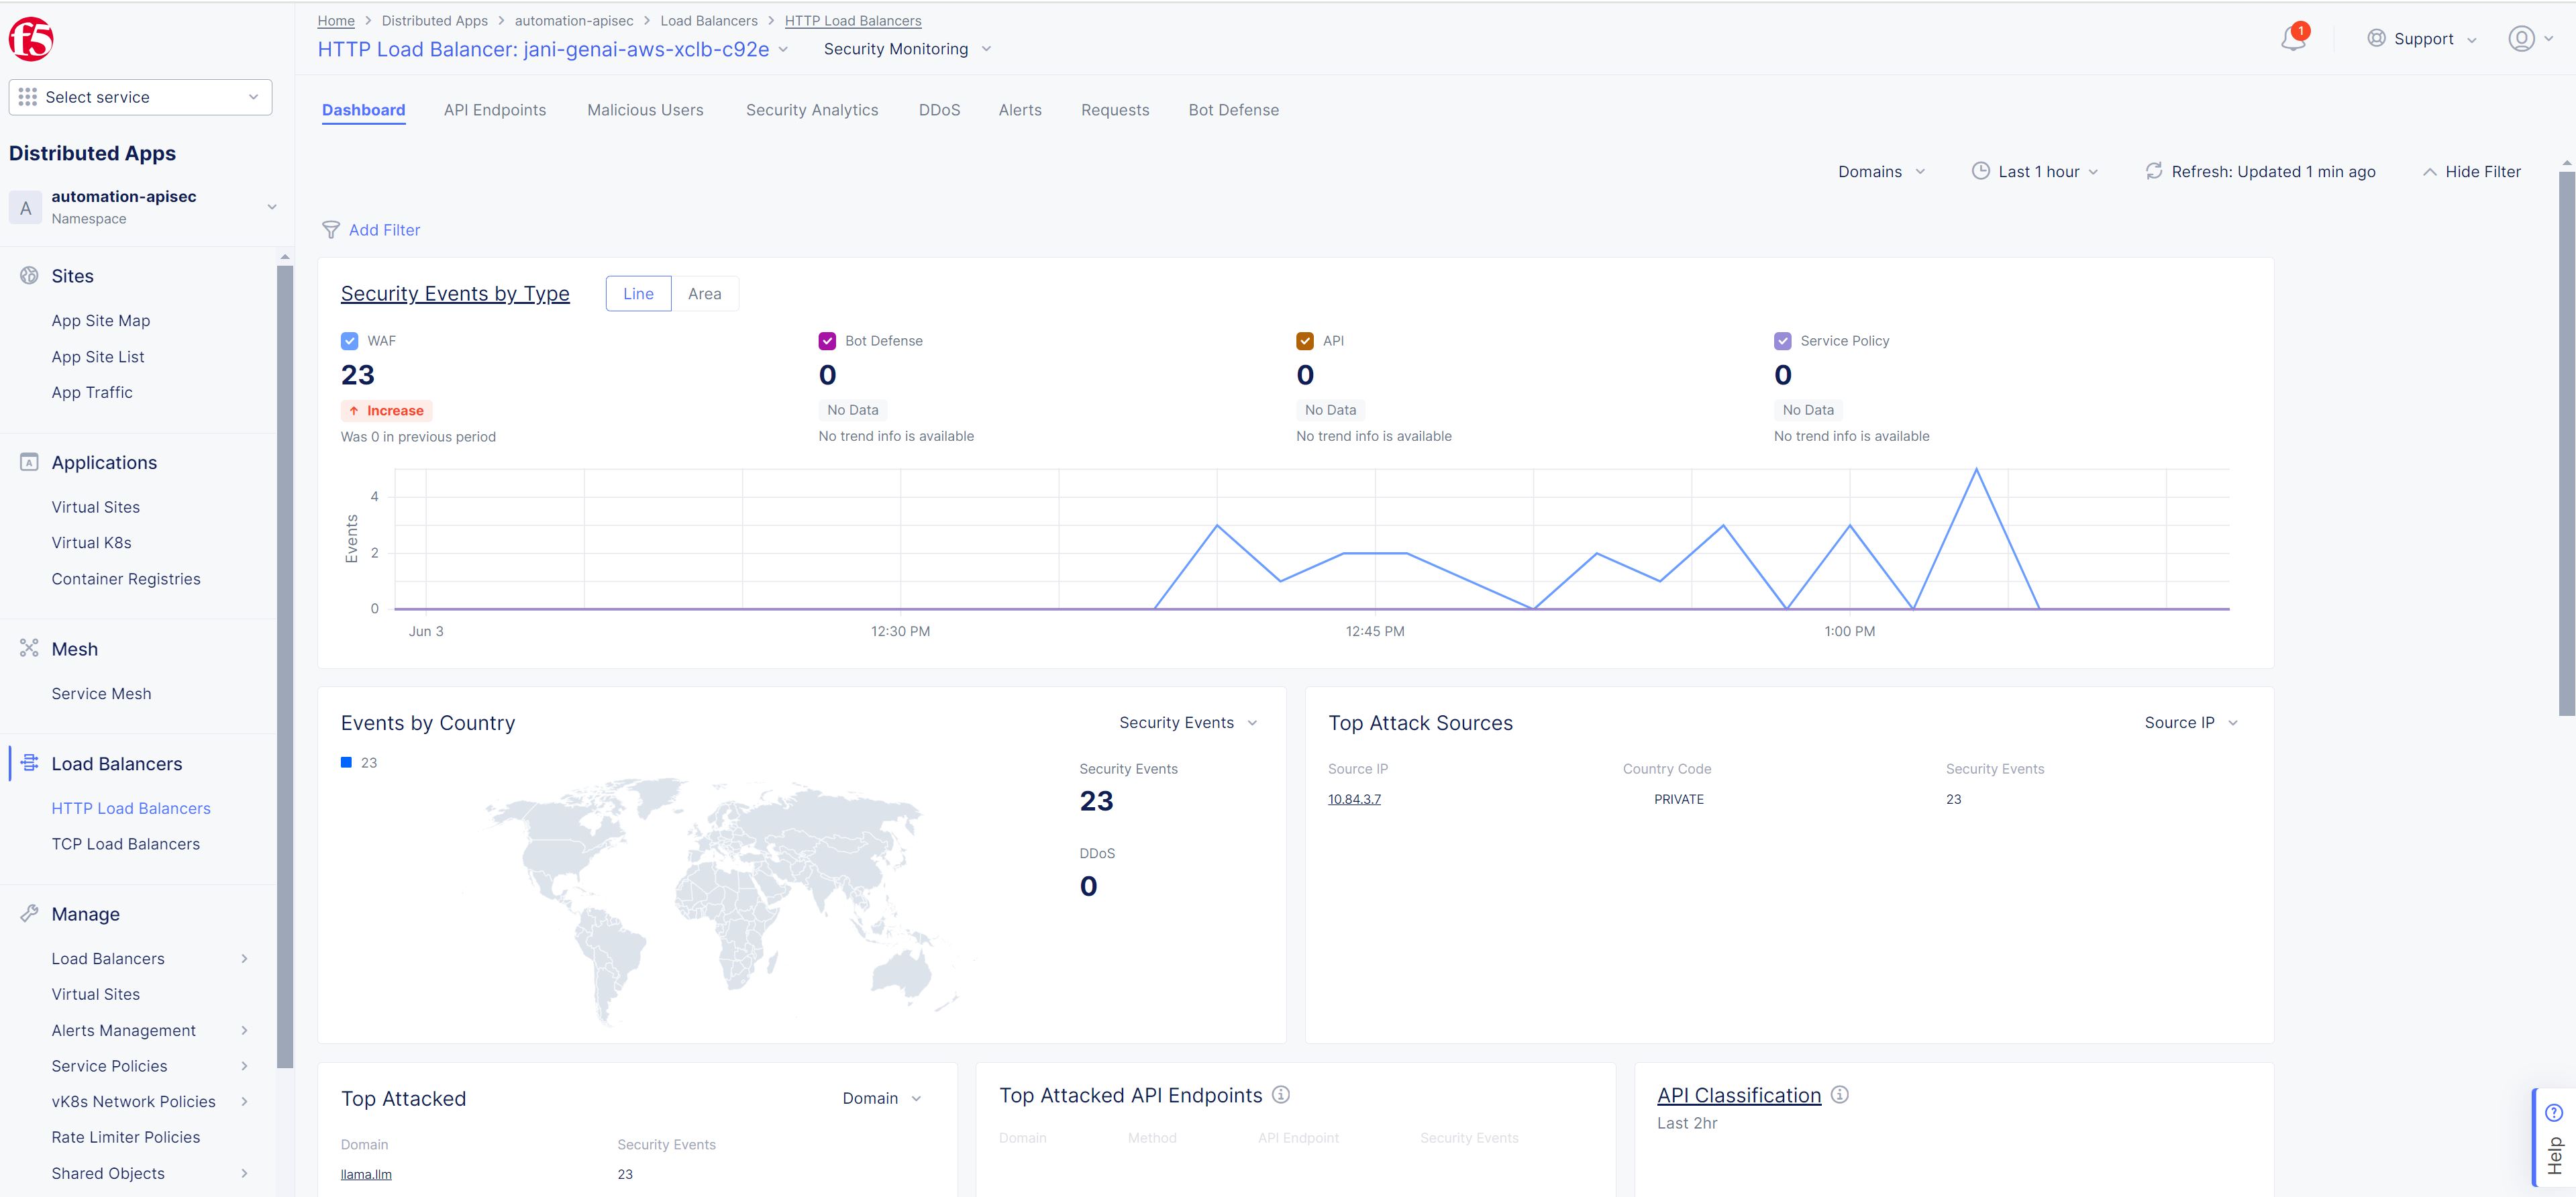 f5
Home > Distributed Apps > automation-apisec > Load Balancers > HTTP Load Balancers
HTTP Load Balancer: jani-genai-aws-xclb-c92e
Security Monitoring
1
Support
Select service
Distributed Apps
A
automation-apisec
Namespace
Sites
App Site Map
App Site List
App Traffic
Applications
Virtual Sites
Virtual K8s
Container Registries
Mesh
Service Mesh
Load Balancers
HTTP Load Balancers
TCP Load Balancers
Manage
Load Balancers
Virtual Sites
Alerts Management
Service Policies
vK8s Network Policies
Rate Limiter Policies
Shared Objects
Dashboard API Endpoints Malicious Users Security Analytics DDoS Alerts Requests Bot Defense
Domains Last 1 hour Refresh: Updated 1 min ago Hide Filter
Add Filter
Security Events by Type Line Area
WAF Bot Defense API Service Policy
23 0 0 0
Increase No Data No Data No Data
Was 0 in previous period No trend info is available No trend info is available No trend info is available
Events
4
2
0
Jun 3 12:30 PM 12:45 PM 1:00 PM
Events by Country Security Events
23
Security Events
23
DDoS
0
Top Attack Sources Source IP
Source IP Country Code Security Events
10.84.3.7 PRIVATE 23
Top Attacked Domain
Domain Security Events
llama.llm 23
Top Attacked API Endpoints
Domain Method API Endpoint Security Events
API Classification
Last 2hr
Help